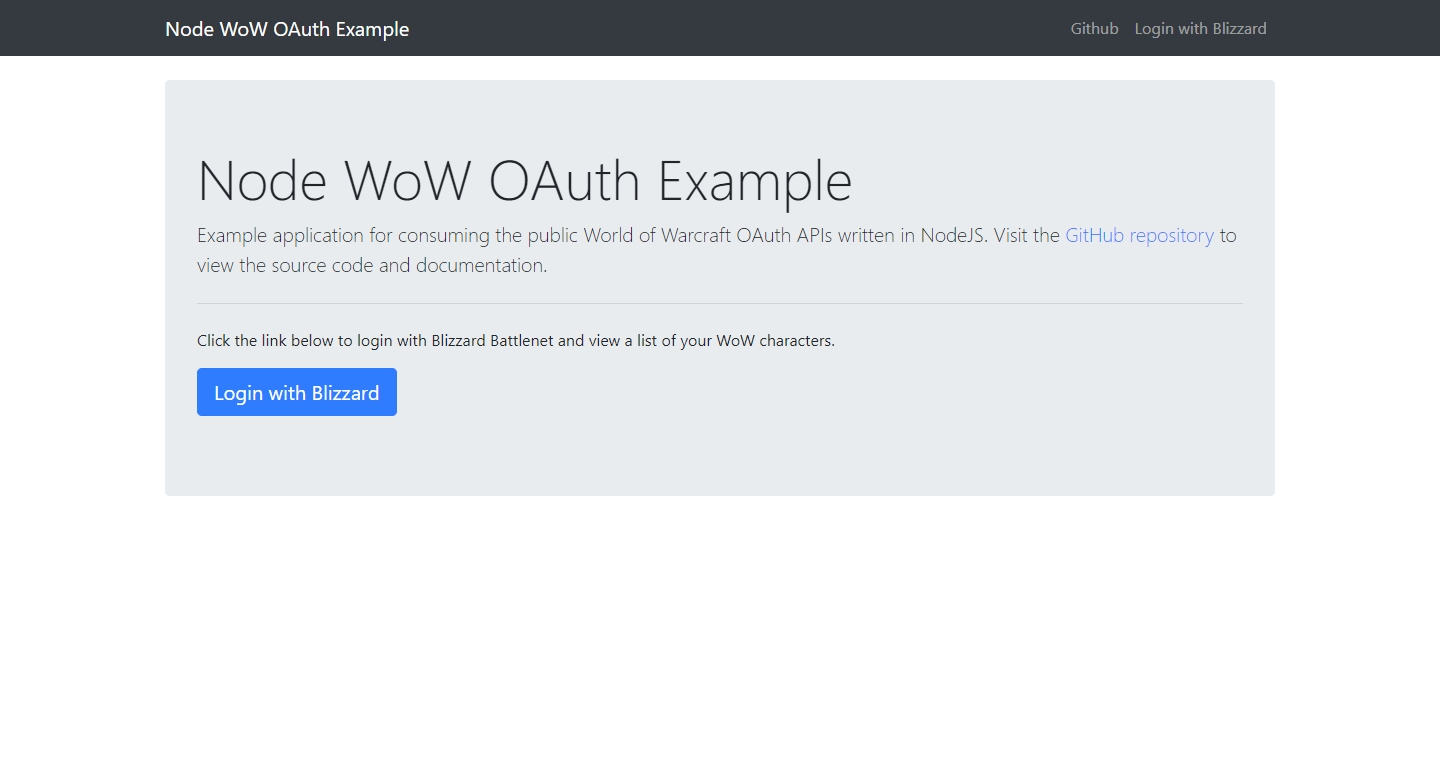 Node WoW OAuth Example
Github
Login with Blizzard
Node WoW OAuth Example
Example application for consuming the public World of Warcraft OAuth APIs written in NodeJS. Visit the GitHub repository to
view the source code and documentation.
Click the link below to login with Blizzard Battlenet and view a list of your WoW characters.
Login with Blizzard